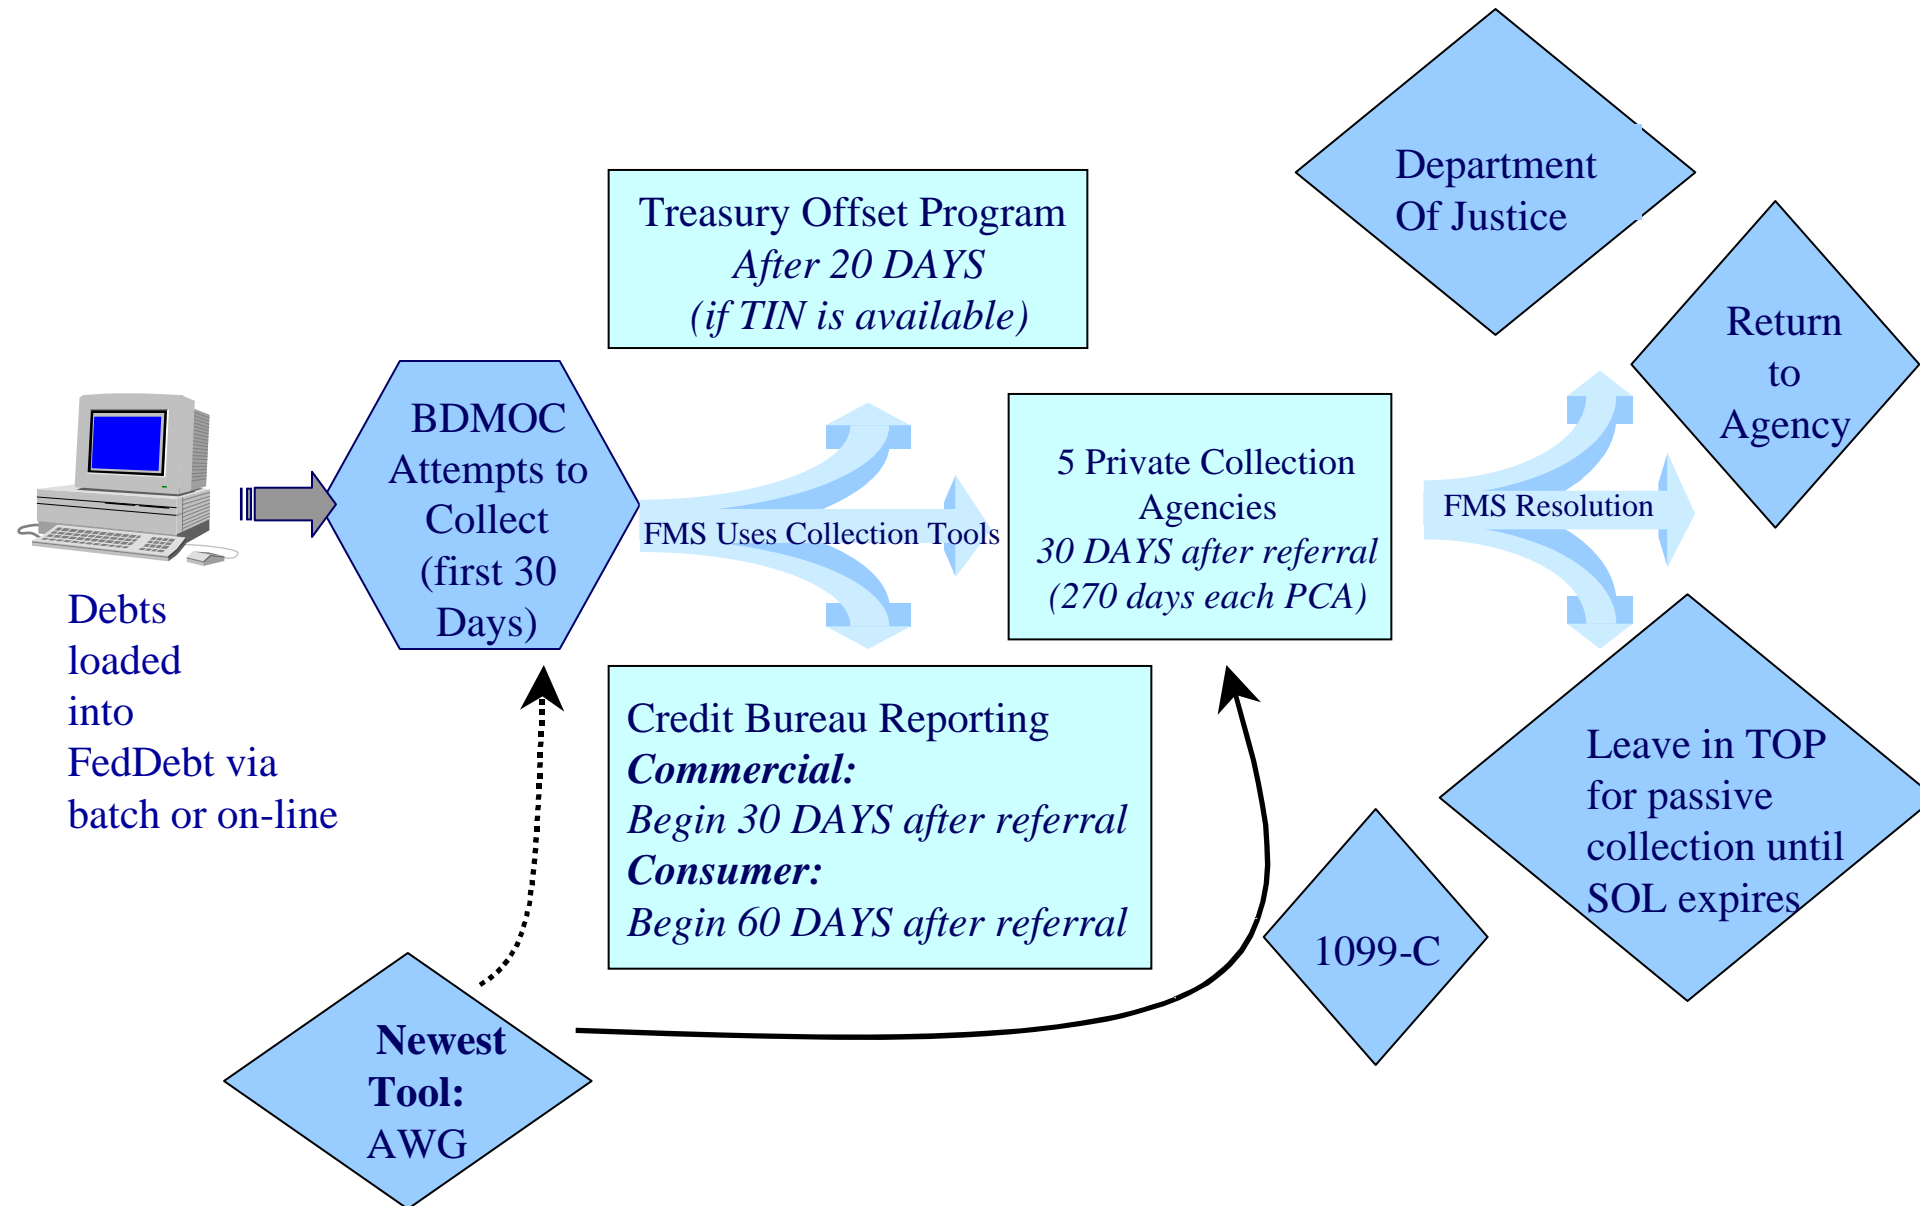 Debts
loaded
into
FedDebt via
batch or on-line
BDMOC
Attempts to
Collect
(first 30
Days)
Treasury Offset Program
After 20 DAYS
(if TIN is available)
FMS Uses Collection Tools
5 Private Collection
Agencies
30 DAYS after referral
(270 days each PCA)
Credit Bureau Reporting
Commercial:
Begin 30 DAYS after referral
Consumer:
Begin 60 DAYS after referral
Newest
Tool:
AWG
FMS Resolution
Department
Of Justice
Return
to
Agency
Leave in TOP
for passive
collection until
SOL expires
1099-C